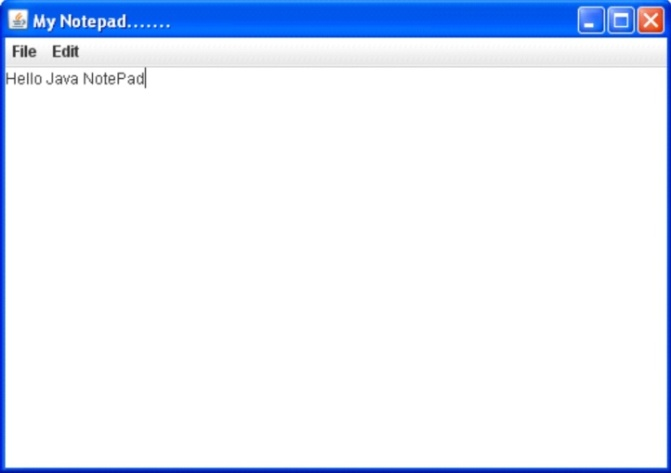 My Notepad.......
File Edit
Hello Java NotePad